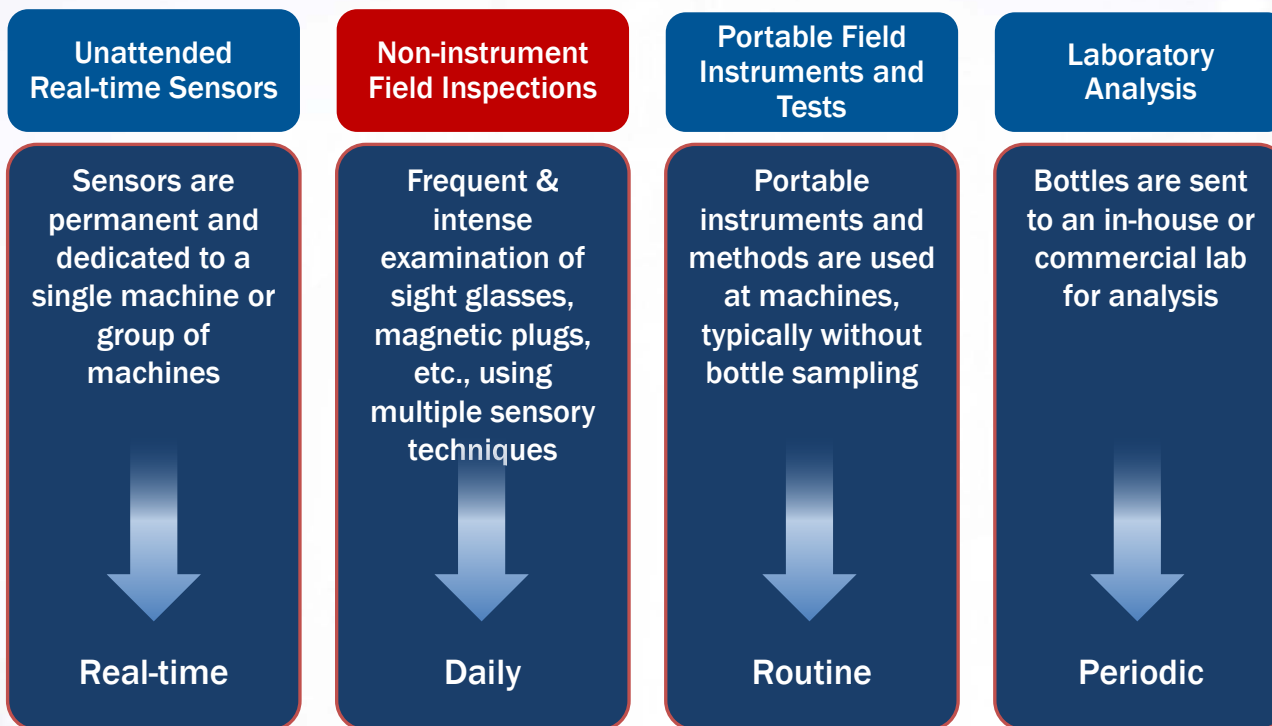 Unattended
Real-time Sensors
Non-instrument
Field Inspections
Portable Field
Instruments and
Tests
Laboratory
Analysis
Sensors are
permanent and
dedicated to a
single machine or
group of
machines
Real-time
Frequent &
intense
examination of
sight glasses,
magnetic plugs,
etc., using
multiple sensory
techniques
Daily
Portable
instruments and
methods are used
at machines,
typically without
bottle sampling
Routine
Bottles are sent
to an in-house or
commercial lab
for analysis
Periodic